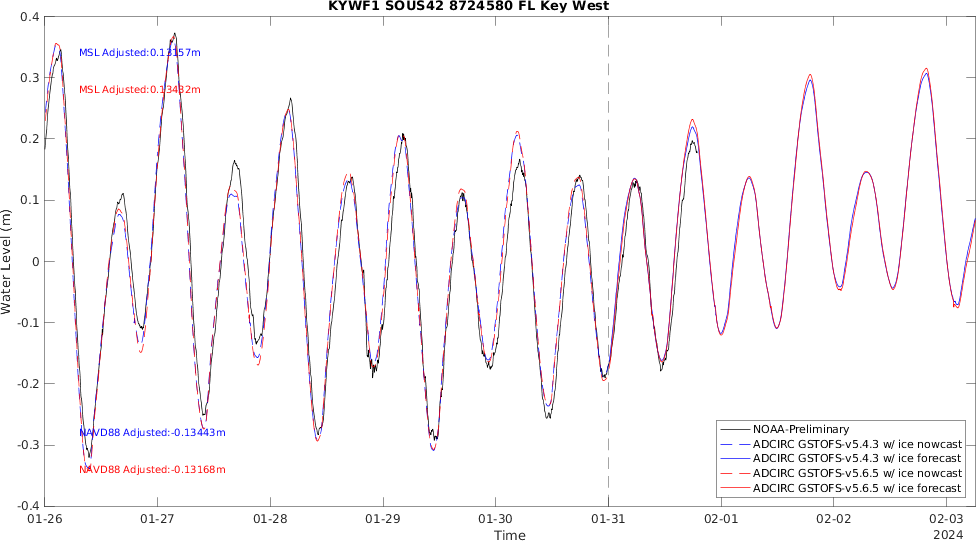 KYWF1 SOUS42 8724580 FL Key West
0.4
0.3
0.2
0.1
0
-0.1
-0.2
-0.3
-0.4
Water Level (m)
MSL Adjusted:0.13157m
MSL Adjusted:0.13432m
NAVD88 Adjusted:-0.13443m
NAVD88 Adjusted:-0.13168m
NOAA-Preliminary
ADCIRC GSTOFS-v5.4.3 w/ ice nowcast
ADCIRC GSTOFS-v5.4.3 w/ ice forecast
ADCIRC GSTOFS-v5.6.5 w/ ice nowcast
ADCIRC GSTOFS-v5.6.5 w/ ice forecast
01-26 01-27 01-28 01-29 01-30 01-31 02-01 02-02 02-03
Time
2024